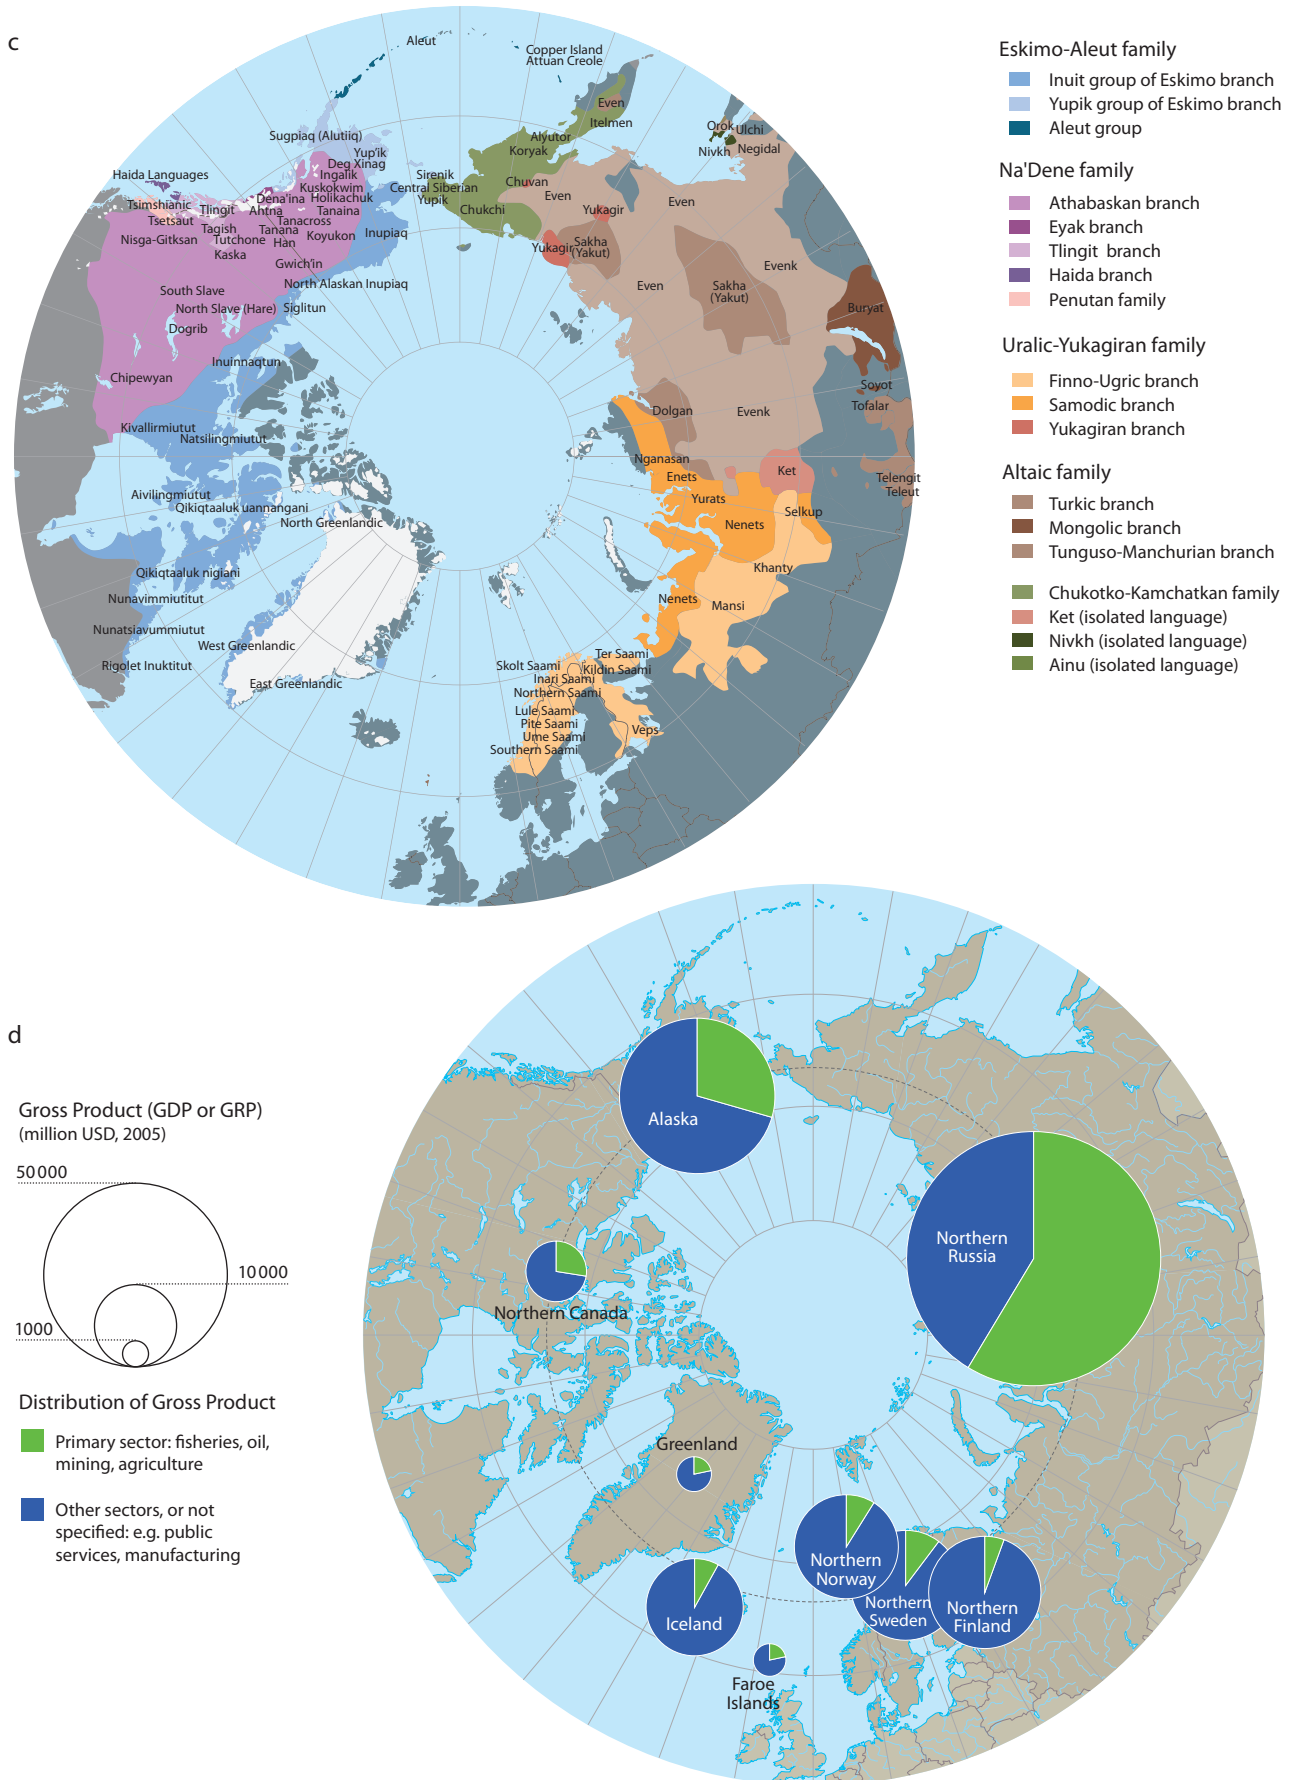 c
Aleut
Copper Island
Attuan Creole
Even
Itelmen
Alyutor
Koryak
Orok
Ulchi
Nivkh
Negidal
Sugpiaq (Alutiiq)
Yup'ik
Deg Xinag
Ingalik
Kuskokwim
Holikachuk
Dena'ina
Ahtna
Tanaina
Tanacross
Tanana
Han
Koyukon
Inupiaq
Haida Languages
Tsimshianic
Tsetsaut
Nisga-Gitksan
Tlingit
Tagish
Tutchone
Kaska
Gwich'in
North Alaskan Inupiaq
Siglitun
South Slave
North Slave (Hare)
Dogrib
Inuinnaqtun
Chipewyan
Kivallirmiutut
Natsilingmiutut
Aivilingmiutut
Qikiqtaaluk uannangani
North Greenlandic
Qikiqtaaluk nigiani
Nunavimmiutitut
Nunatsiavummiutut
Rigolet Inuktitut
West Greenlandic
East Greenlandic
Sirenik
Central Siberian
Yupik
Chukchi
Chuvan
Even
Yukagir
Even
Yukagir
Sakha
(Yakut)
Even
Evenk
Sakha
(Yakut)
Buryat
Soyot
Tofalar
Dolgan
Evenk
Nganasan
Enets
Ket
Telengit
Teleut
Yurats
Nenets
Selkup
Khanty
Nenets
Mansi
Ter Saami
Skolt Saami
Kildin Saami
Inari Saami
Northern Saami
Lule Saami
Pite Saami
Ume Saami
Southern Saami
Veps
Eskimo-Aleut family
Inuit group of Eskimo branch
Yupik group of Eskimo branch
Aleut group
Na'Dene family
Athabaskan branch
Eyak branch
Tlingit branch
Haida branch
Penutan family
Uralic-Yukagiran family
Finno-Ugric branch
Samodic branch
Yukagiran branch
Altaic family
Turkic branch
Mongolic branch
Tunguso-Manchurian branch
Chukotko-Kamchatkan family
Ket (isolated language)
Nivkh (isolated language)
Ainu (isolated language)
d
Gross Product (GDP or GRP)
(million USD, 2005)
50 000
10 000
1000
Distribution of Gross Product
Primary sector: fisheries, oil,
mining, agriculture
Other sectors, or not
specified: e.g. public
services, manufacturing
Alaska
Northern
Russia
Northern Canada
Greenland
Iceland
Faroe
Islands
Northern
Norway
Northern
Sweden
Northern
Finland